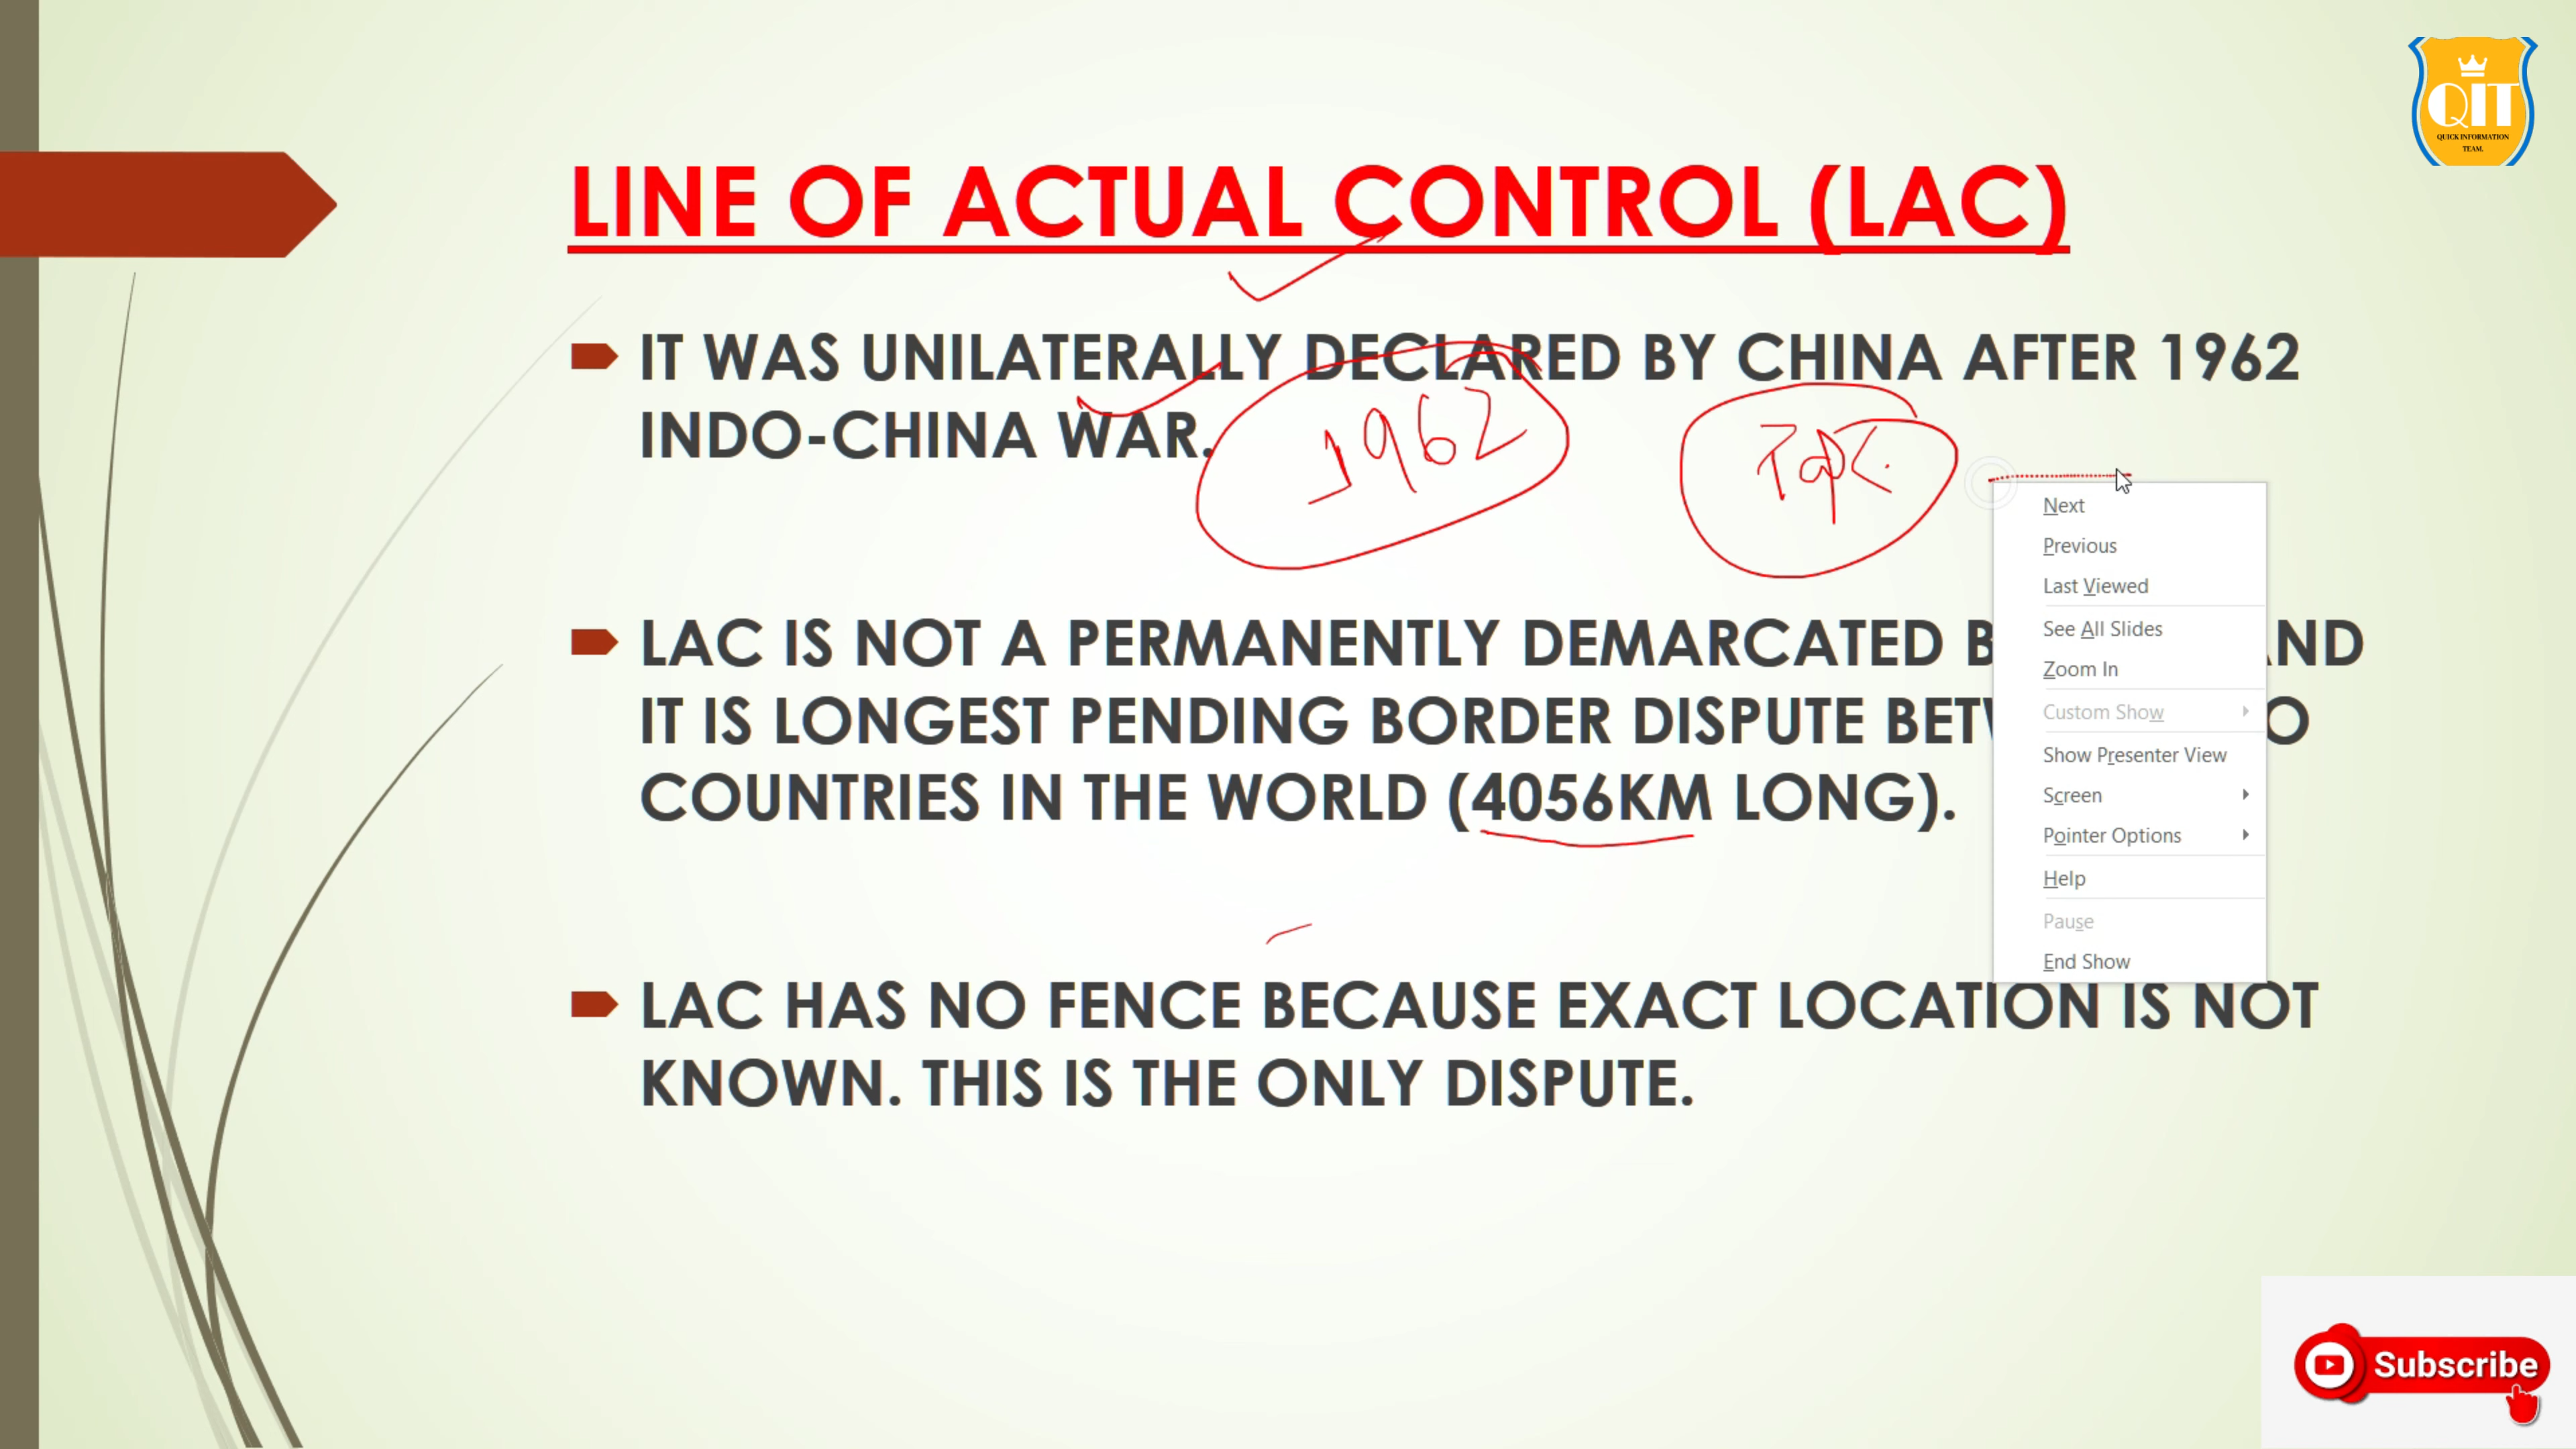 QIT
QUICK INFORMATION
TEAM.
LINE OF ACTUAL CONTROL (LAC)
IT WAS UNILATERALLY DECLARED BY CHINA AFTER 1962
INDO-CHINA WAR.
1962
LAC IS NOT A PERMANENTLY DEMARCATED B ND
IT IS LONGEST PENDING BORDER DISPUTE BET O
COUNTRIES IN THE WORLD (4056KM LONG).
LAC HAS NO FENCE BECAUSE EXACT LOCATION IS NOT
KNOWN. THIS IS THE ONLY DISPUTE.
Next
Previous
Last Viewed
See All Slides
Zoom In
Custom Show
Show Presenter View
Screen
Pointer Options
Help
Pause
End Show
Subscribe